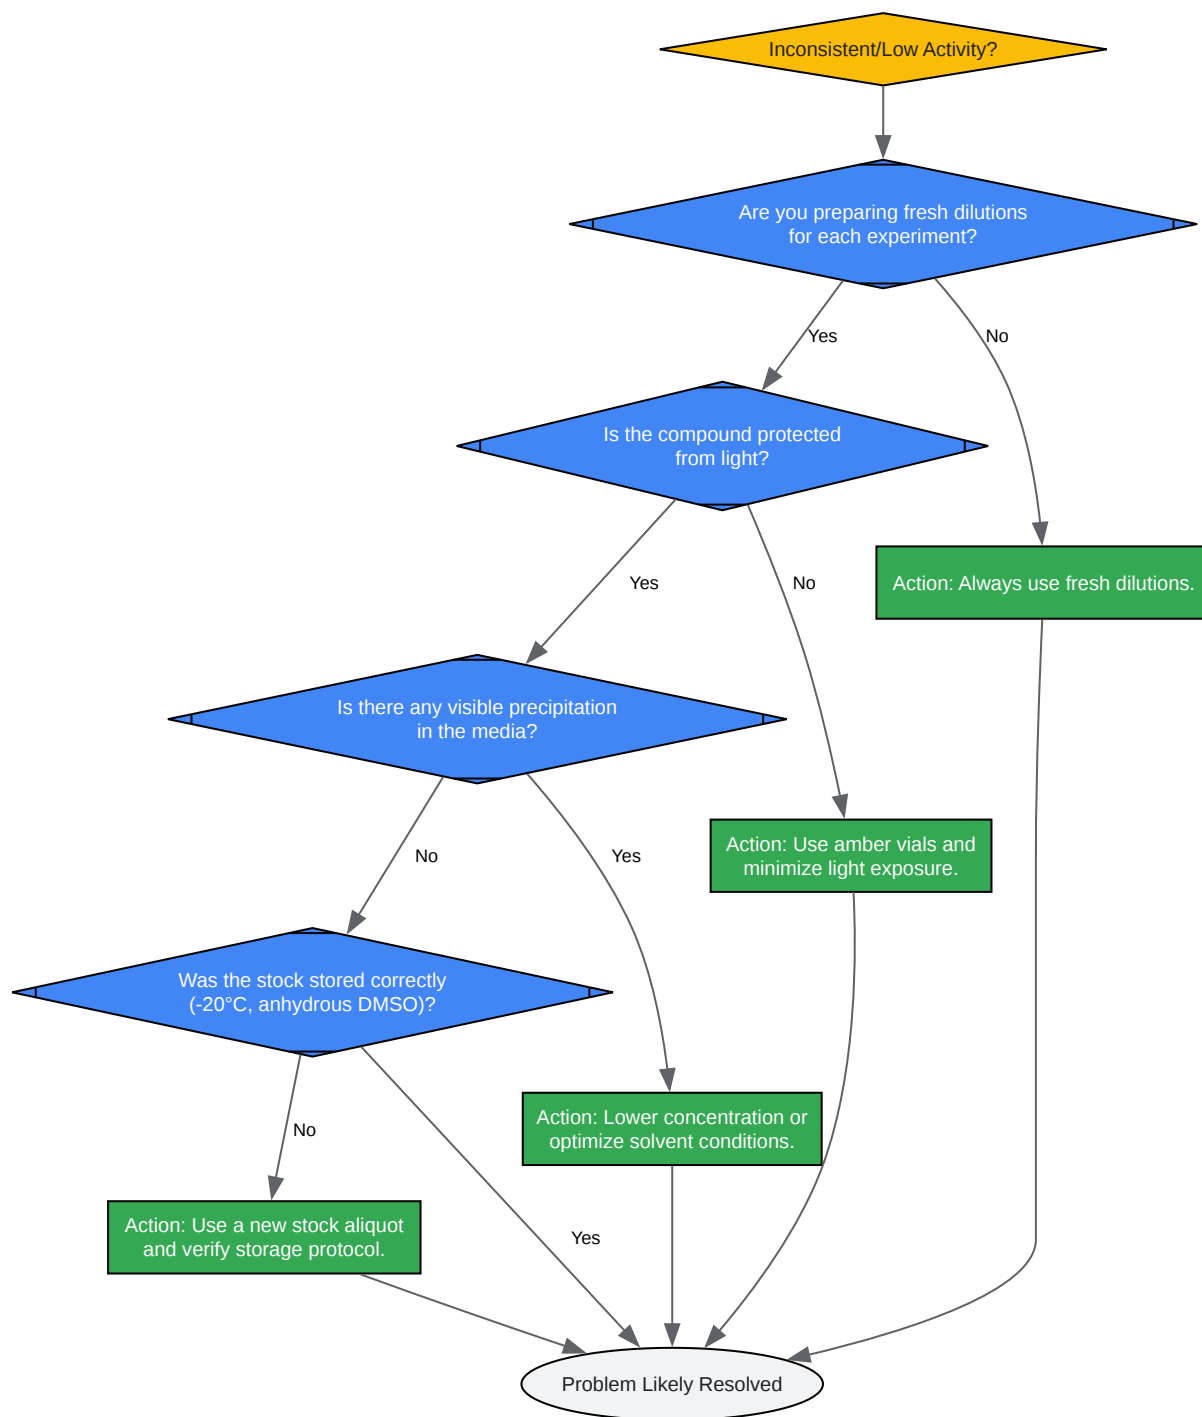 Inconsistent/Low Activity?
Are you preparing fresh dilutions
for each experiment?
Yes
No
Is the compound protected
from light?
Yes
No
Action: Always use fresh dilutions.
Is there any visible precipitation
in the media?
No
Yes
Action: Use amber vials and
minimize light exposure.
Was the stock stored correctly
(-20°C, anhydrous DMSO)?
No
Yes
Action: Lower concentration or
optimize solvent conditions.
Action: Use a new stock aliquot
and verify storage protocol.
Problem Likely Resolved